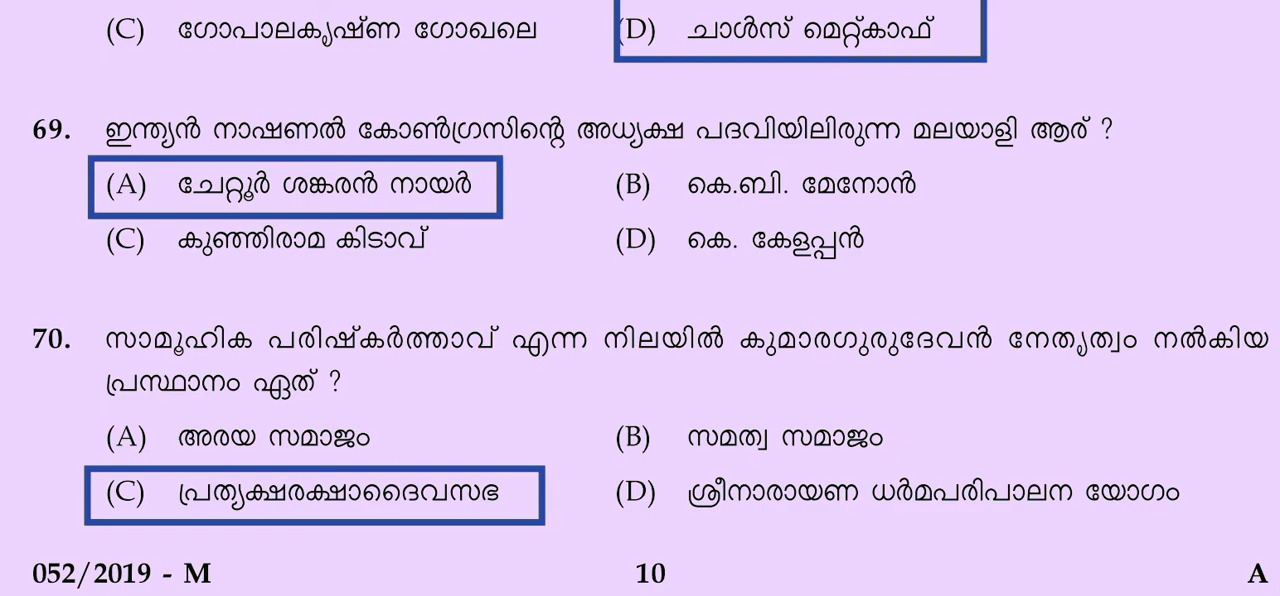 (C) ഗോപാലകൃഷ്ണ ഗോഖലെ (D) ചാൾസ് മെറ്റ്കാഫ്
69. ഇന്ത്യൻ നാഷണൽ കോൺഗ്രസിന്റെ അധ്യക്ഷ പദവിയിലിരുന്ന മലയാളി ആര് ?
(A) ചേറ്റൂർ ശങ്കരൻ നായർ (B) കെ.ബി. മേനോൻ
(C) കുഞ്ഞിരാമ കിടാവ് (D) കെ. കേളപ്പൻ
70. സാമൂഹിക പരിഷ്കർത്താവ് എന്ന നിലയിൽ കുമാരഗുരുദേവൻ നേതൃത്വം നൽകിയ
പ്രസ്ഥാനം ഏത് ?
(A) അരയ സമാജം (B) സമത്വ സമാജം
(C) പ്രത്യക്ഷരക്ഷാദൈവസഭ (D) ശ്രീനാരായണ ധർമപരിപാലന യോഗം
052/2019 - M 10 A